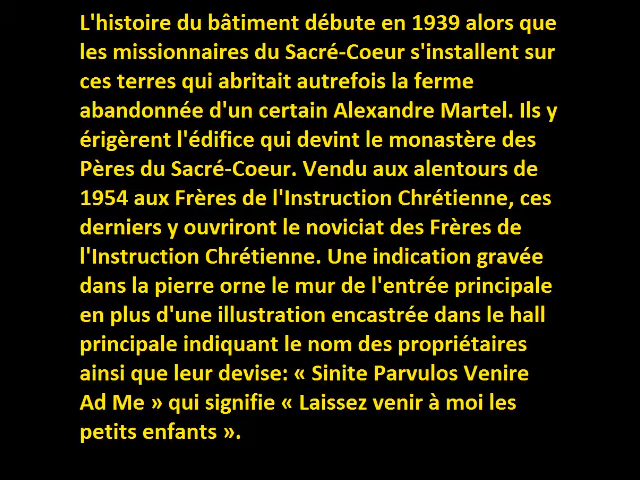 L'histoire du bâtiment débute en 1939 alors que
les missionnaires du Sacré-Coeur s'installent sur
ces terres qui abritait autrefois la ferme
abandonnée d'un certain Alexandre Martel. Ils y
érigèrent l'édifice qui devint le monastère des
Pères du Sacré-Coeur. Vendu aux alentours de
1954 aux Frères de l'Instruction Chrétienne, ces
derniers y ouvriront le noviciat des Frères de
l'Instruction Chrétienne. Une indication gravée
dans la pierre orne le mur de l'entrée principale
en plus d'une illustration encastrée dans le hall
principale indiquant le nom des propriétaires
ainsi que leur devise: « Sinite Parvulos Venire
Ad Me » qui signifie « Laissez venir à moi les
petits enfants ».